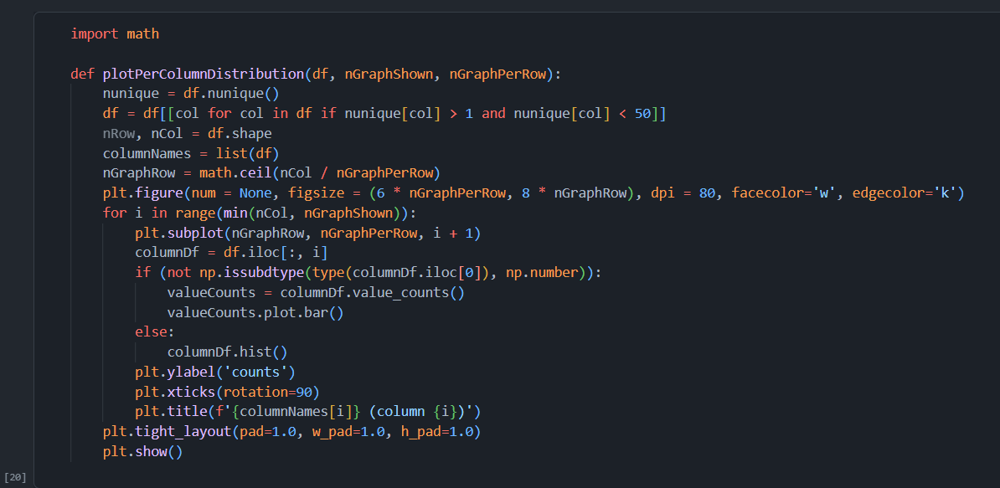 import math
def plotPerColumnDistribution(df, nGraphShown, nGraphPerRow):
    nunique = df.nunique()
    df = df[[col for col in df if nunique[col] > 1 and nunique[col] < 50]]
    nRow, nCol = df.shape
    columnNames = list(df)
    nGraphRow = math.ceil(nCol / nGraphPerRow)
    plt.figure(num = None, figsize = (6 * nGraphPerRow, 8 * nGraphRow), dpi = 80, facecolor='w', edgecolor='k')
    for i in range(min(nCol, nGraphShown)):
        plt.subplot(nGraphRow, nGraphPerRow, i + 1)
        columnDf = df.iloc[:, i]
        if (not np.issubdtype(type(columnDf.iloc[0]), np.number)):
            valueCounts = columnDf.value_counts()
            valueCounts.plot.bar()
        else:
            columnDf.hist()
        plt.ylabel('counts')
        plt.xticks(rotation=90)
        plt.title(f'{columnNames[i]} (column {i})')
    plt.tight_layout(pad=1.0, w_pad=1.0, h_pad=1.0)
    plt.show()
[20]